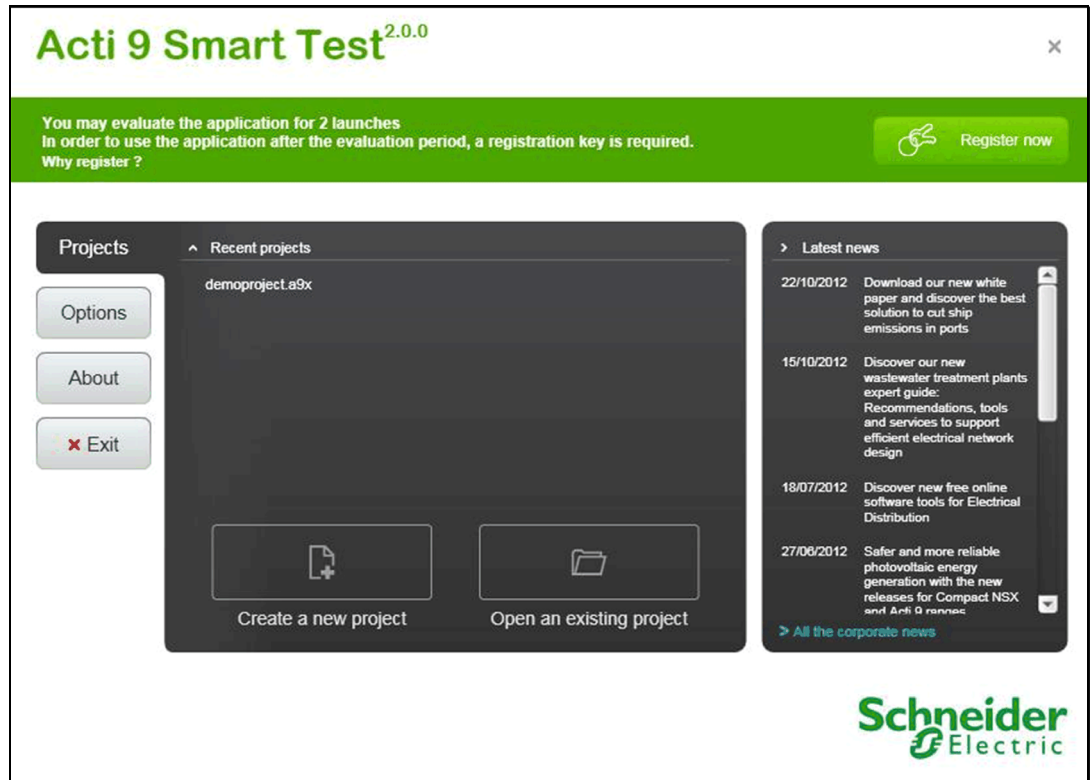 Acti 9 Smart Test 2.0.0
You may evaluate the application for 2 launches
In order to use the application after the evaluation period, a registration key is required.
Why register ?
Register now
Projects
Options
About
Exit
Recent projects
demoproject.a9x
Create a new project
Open an existing project
Latest news
22/10/2012 Download our new white
paper and discover the best
solution to cut ship
emissions in ports
15/10/2012 Discover our new
wastewater treatment plants
expert guide:
Recommendations, tools
and services to support
efficient electrical network
design
18/07/2012 Discover new free online
software tools for Electrical
Distribution
27/06/2012 Safer and more reliable
photovoltaic energy
generation with the new
releases for Compact NSX
and Acti 9 ranges
> All the corporate news
Schneider
Electric